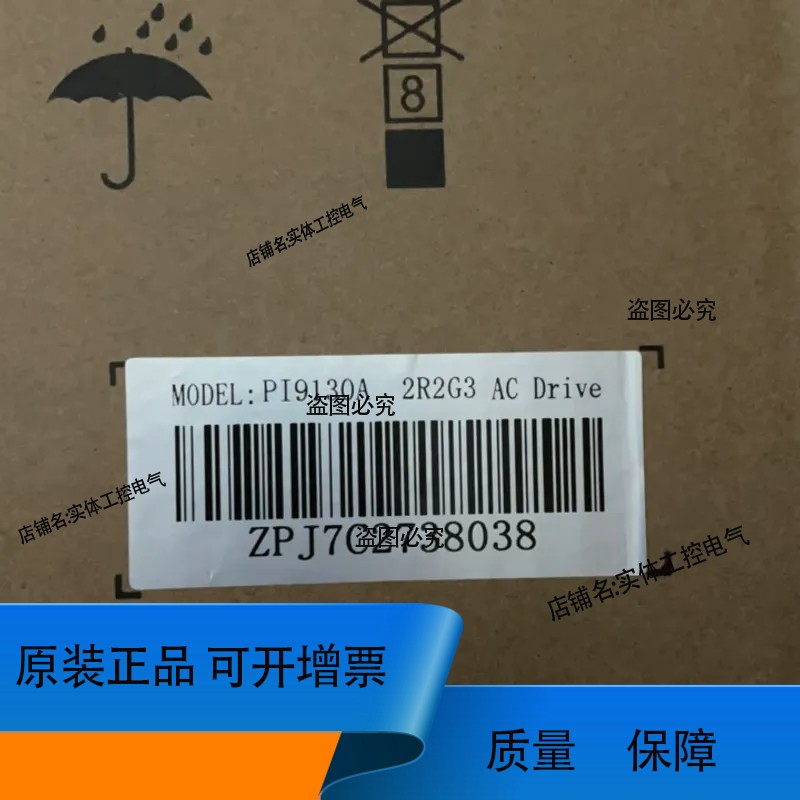 8
店铺名:实体工控电气
盗图必究
MODEL:PI9130A 2R2G3 AC Drive
盗图必究
店铺名:实体工控电气
ZPJ7C2738038
盗图必究
店铺名:实体工控电气
原装正品 可开增票
质量 保障